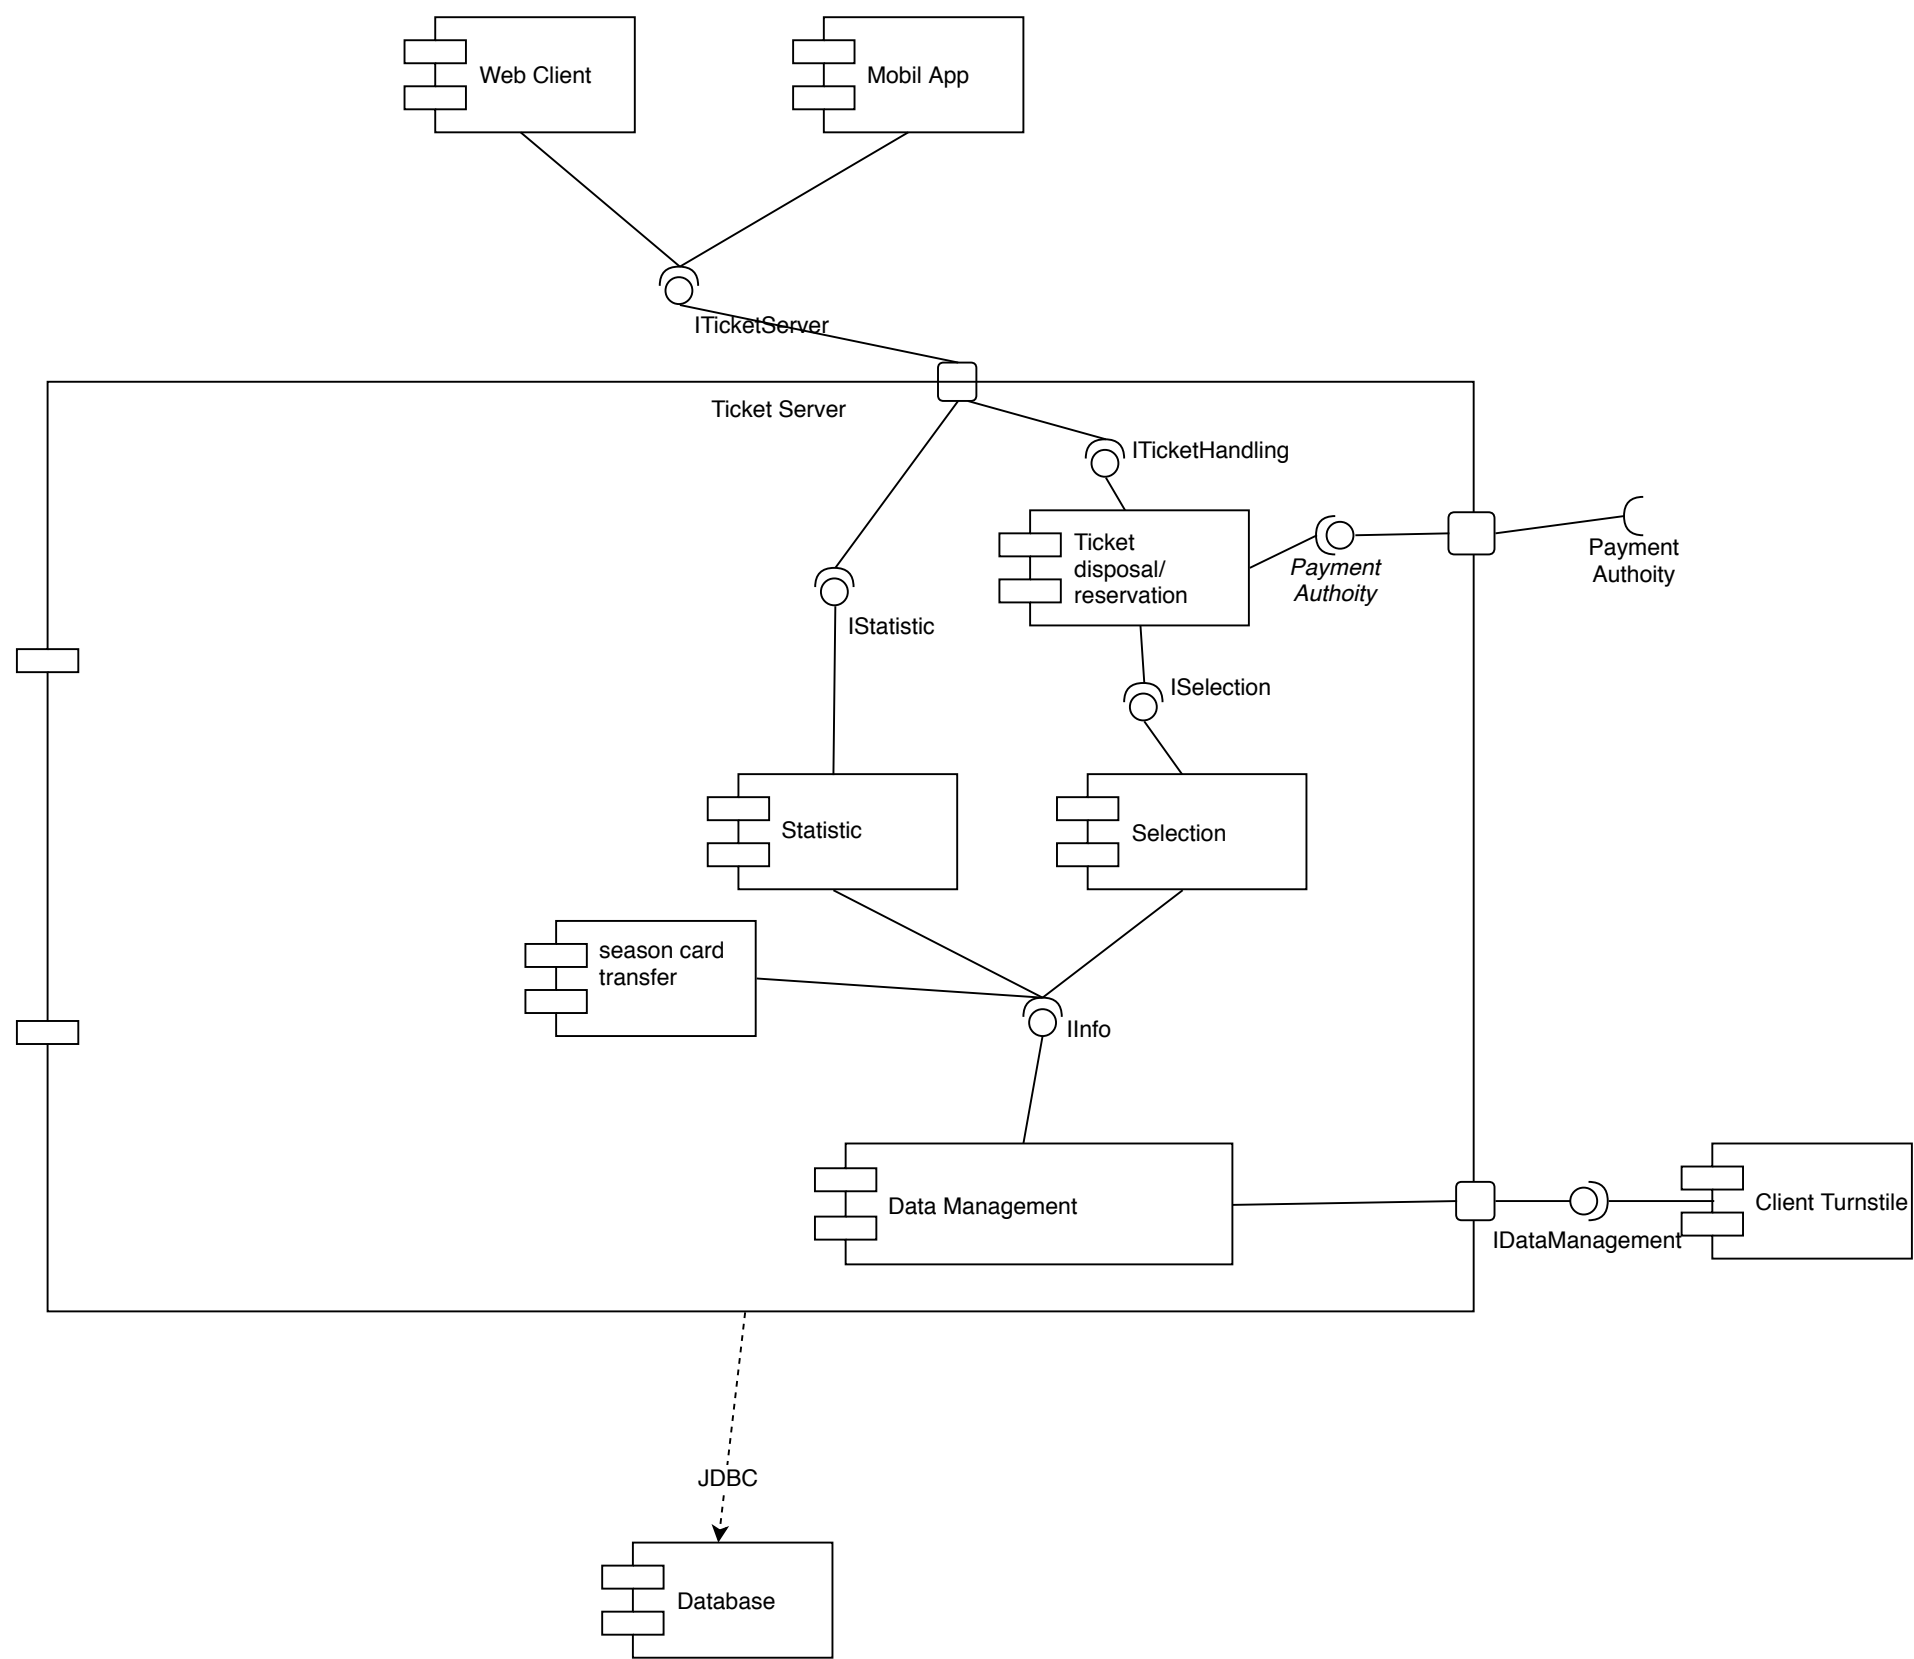 Web Client
Mobil App
ITicketServer
Ticket Server
ITicketHandling
Ticket
disposal/
reservation
Payment
Authoity
Payment
Authoity
IStatistic
ISelection
Statistic
Selection
season card
transfer
IInfo
Data Management
Client Turnstile
IDataManagement
JDBC
Database